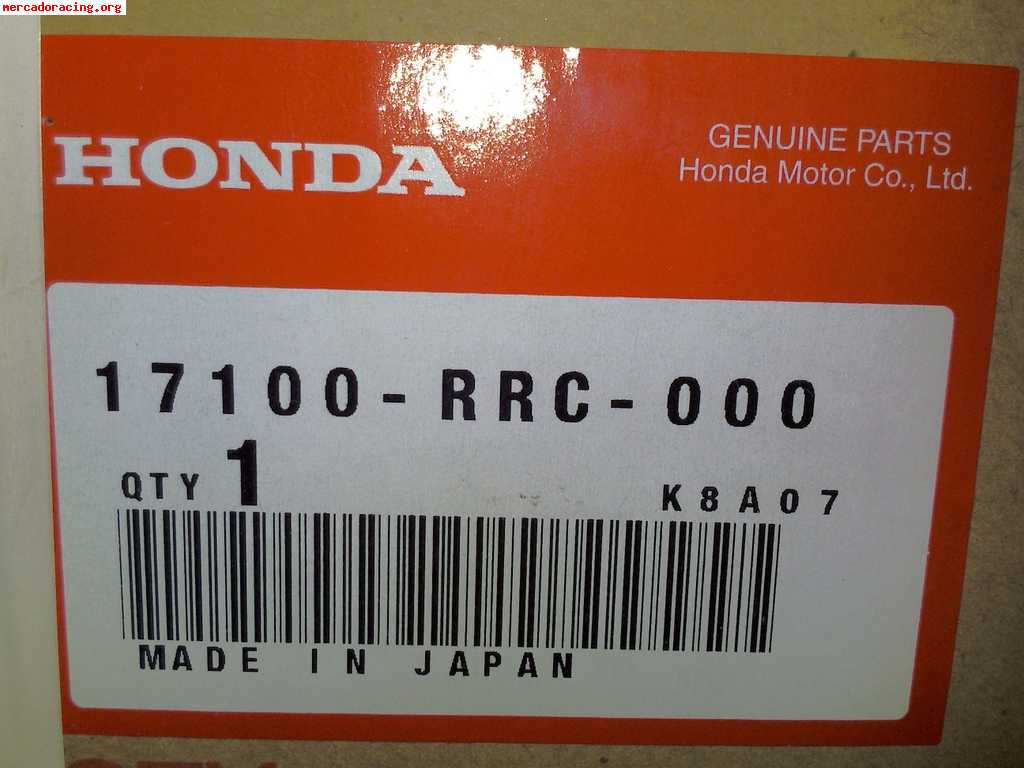 mercadoracing.org
HONDA
GENUINE PARTS
Honda Motor Co., Ltd.
17100-RRC-000
QTY 1 K8A07
MADE IN JAPAN